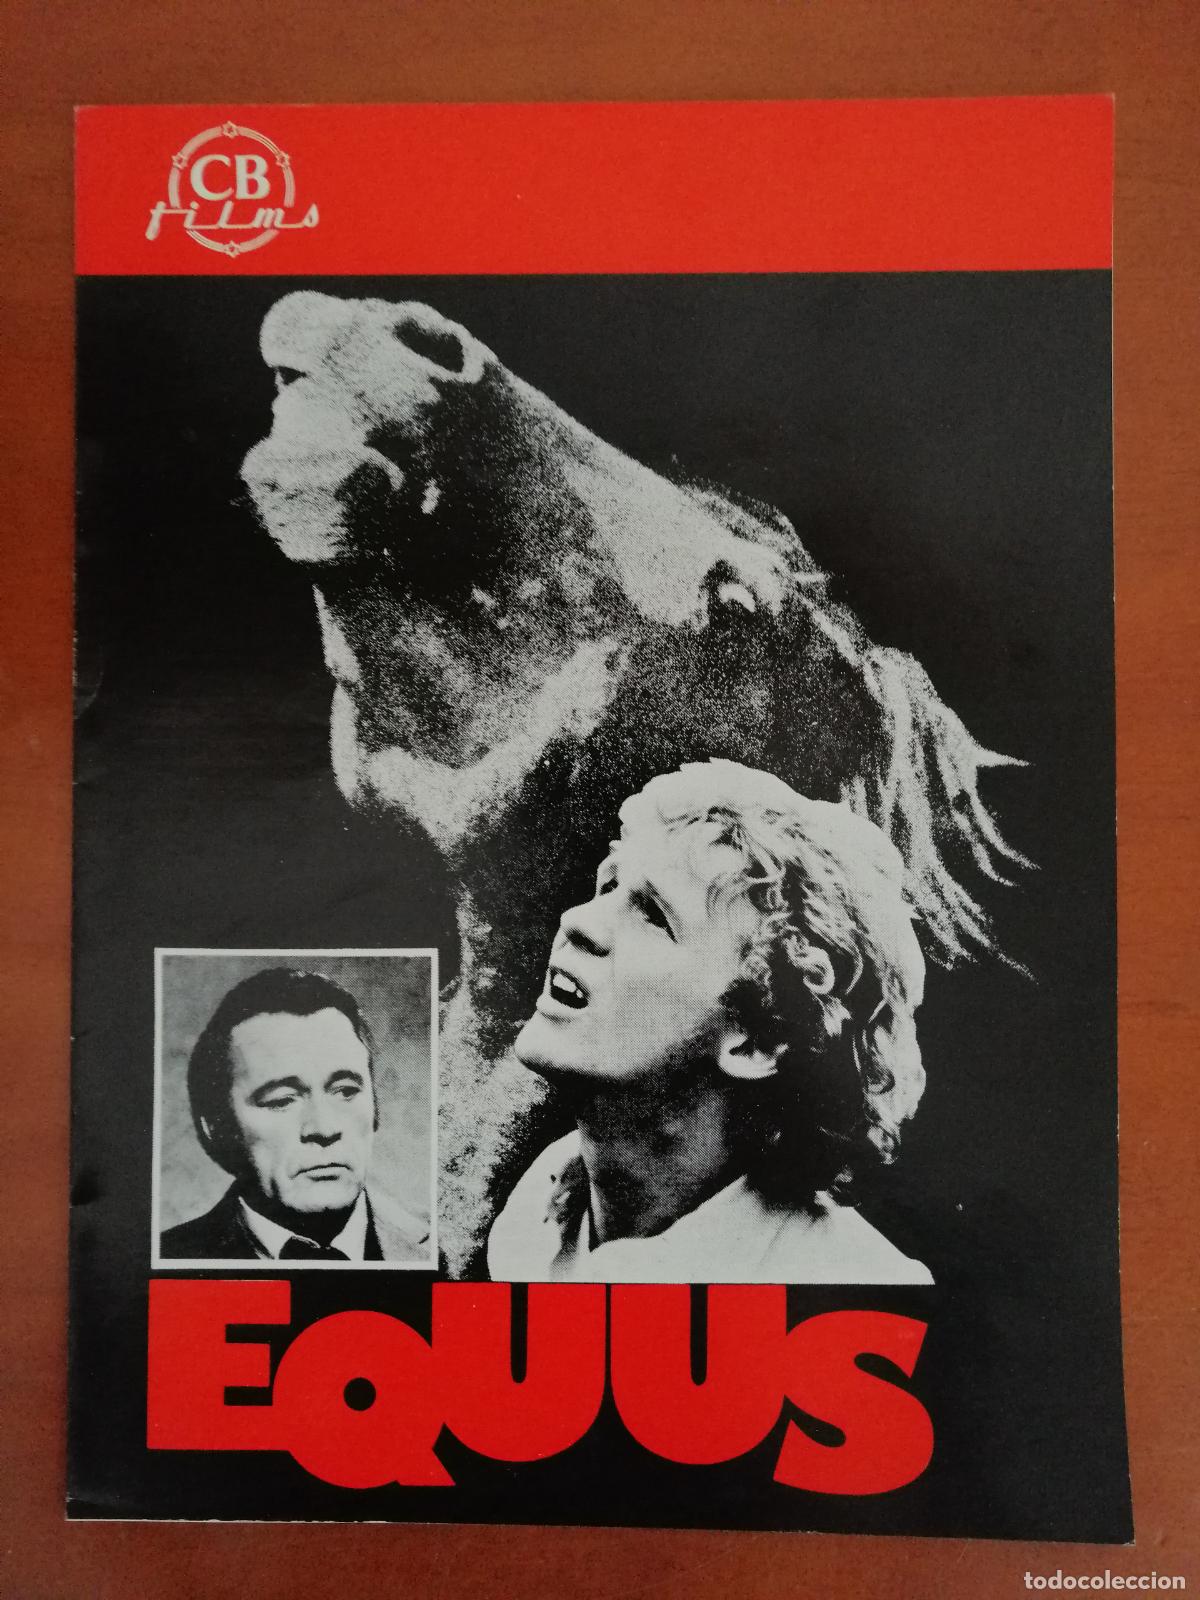 CB
films
EQUUS
todocoleccion